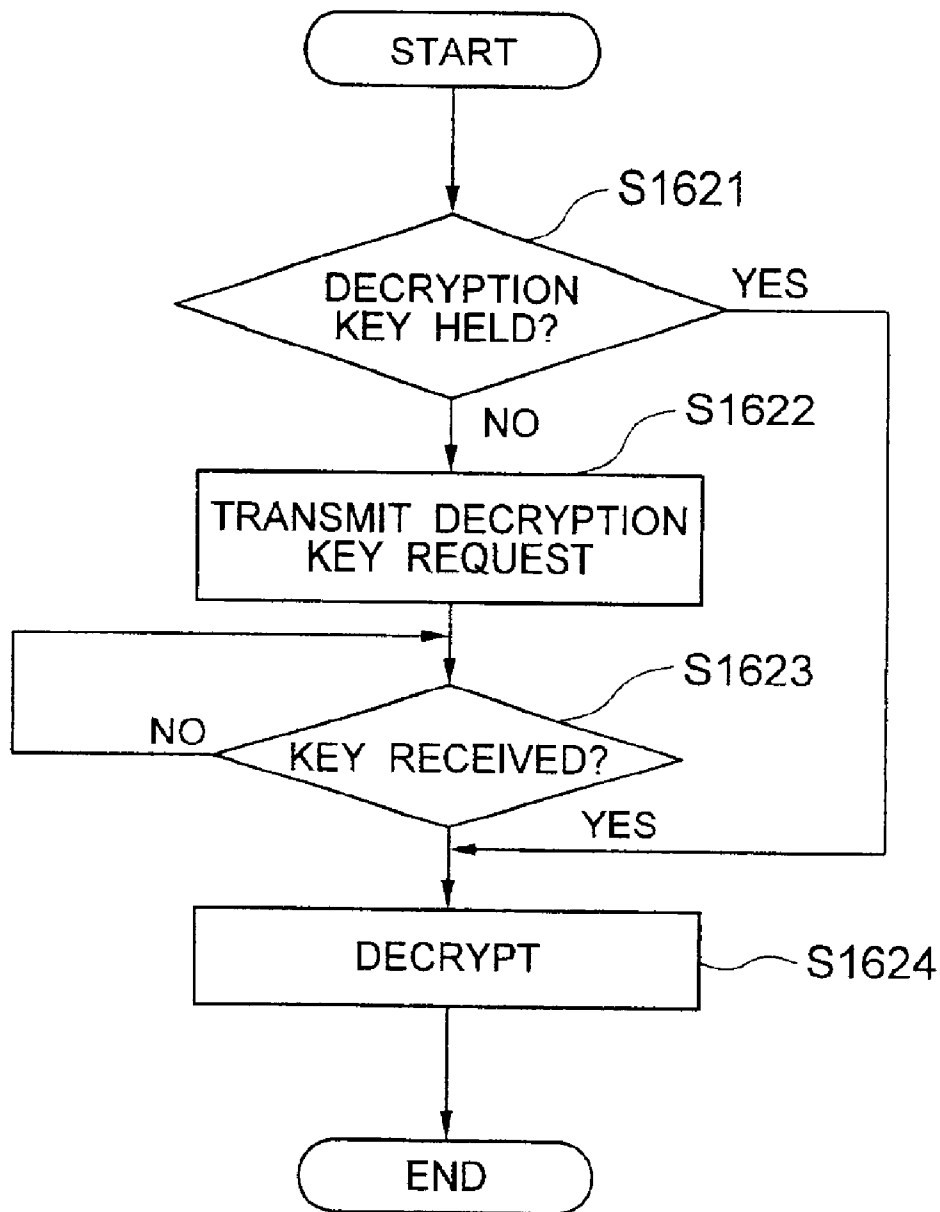 START
S1621
DECRYPTION
KEY HELD?
YES
NO
S1622
TRANSMIT DECRYPTION
KEY REQUEST
S1623
NO
KEY RECEIVED?
YES
DECRYPT
S1624
END